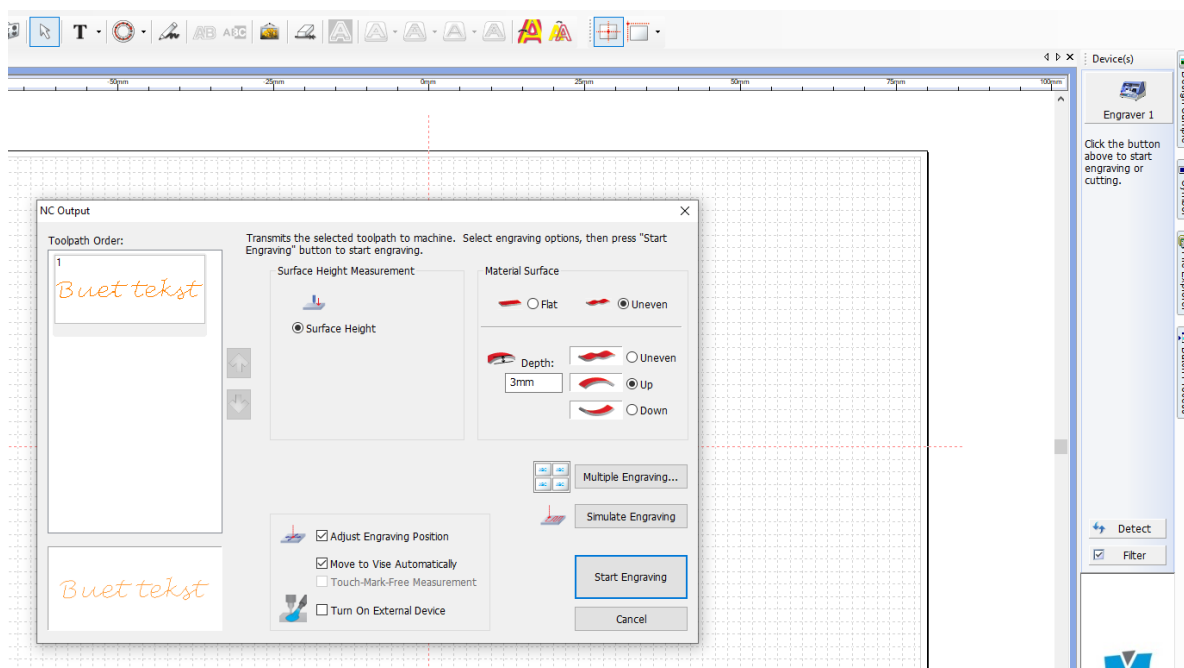 T
AB ABC
A A A A A
-50mm -25mm 0mm 25mm 50mm 75mm 100mm
Device(s)
Engraver 1
Click the button
above to start
engraving or
cutting.
NC Output
Toolpath Order:
1
Buet tekst
Buet tekst
Transmits the selected toolpath to machine. Select engraving options, then press "Start
Engraving" button to start engraving.
Surface Height Measurement
Surface Height
Material Surface
Flat Uneven
Depth:
3mm
Uneven
Up
Down
Multiple Engraving...
Simulate Engraving
Adjust Engraving Position
Move to Vise Automatically
Touch-Mark-Free Measurement
Turn On External Device
Start Engraving
Cancel
Detect
Filter